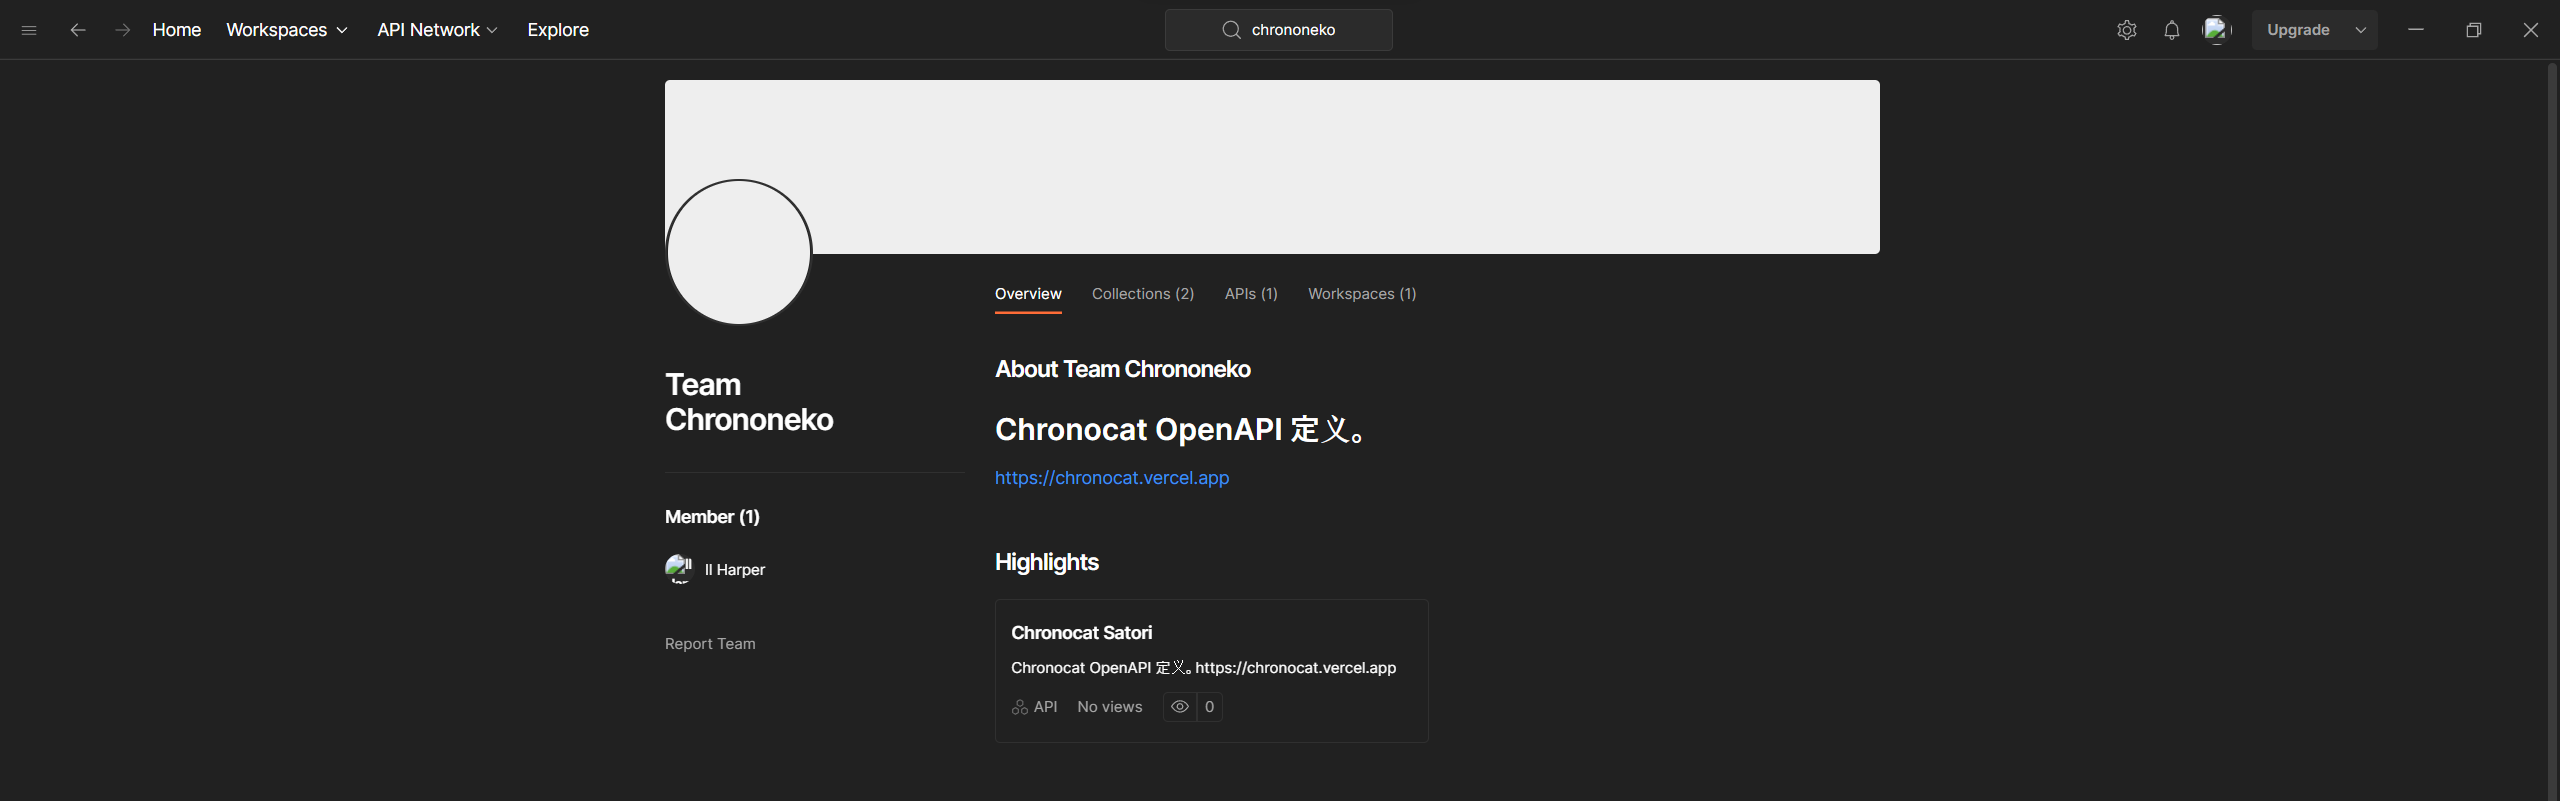 Home Workspaces API Network Explore chrononeko Upgrade
Overview Collections (2) APIs (1) Workspaces (1)
Team
Chrononeko
Member (1)
Il Harper
Report Team
About Team Chrononeko
Chronocat OpenAPI 定义。
https://chronocat.vercel.app
Highlights
Chronocat Satori
Chronocat OpenAPI 定义。https://chronocat.vercel.app
API No views 0